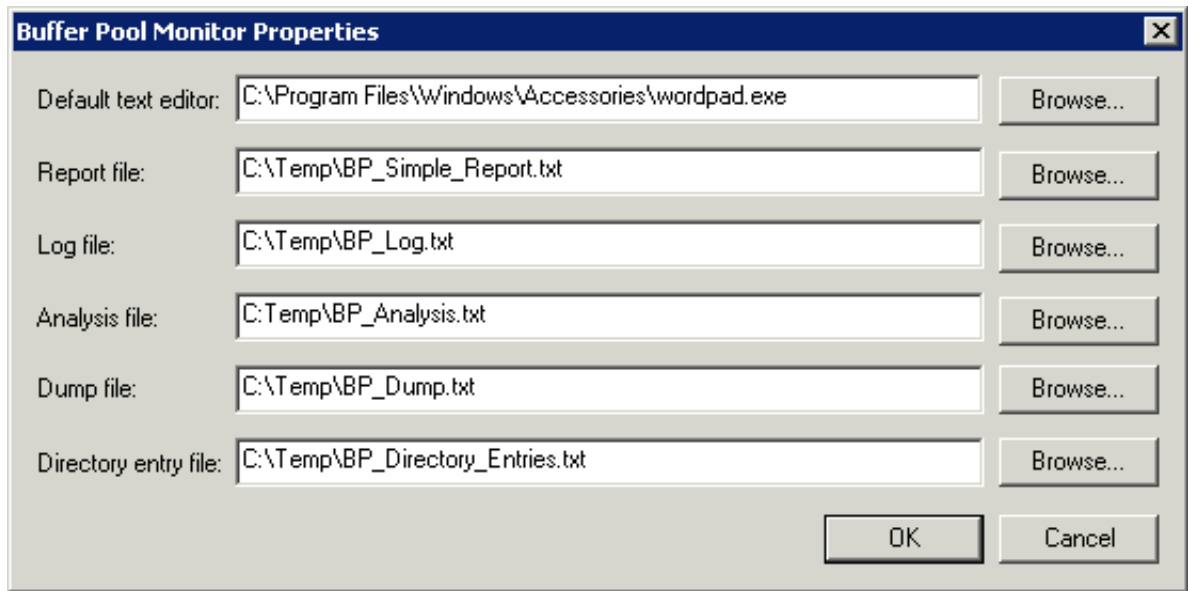 Buffer Pool Monitor Properties
Default text editor: C:\Program Files\Windows\Accessories\wordpad.exe Browse...
Report file: C:\Temp\BP_Simple_Report.txt Browse...
Log file: C:\Temp\BP_Log.txt Browse...
Analysis file: C:Temp\BP_Analysis.txt Browse...
Dump file: C:\Temp\BP_Dump.txt Browse...
Directory entry file: C:\Temp\BP_Directory_Entries.txt Browse...
OK Cancel